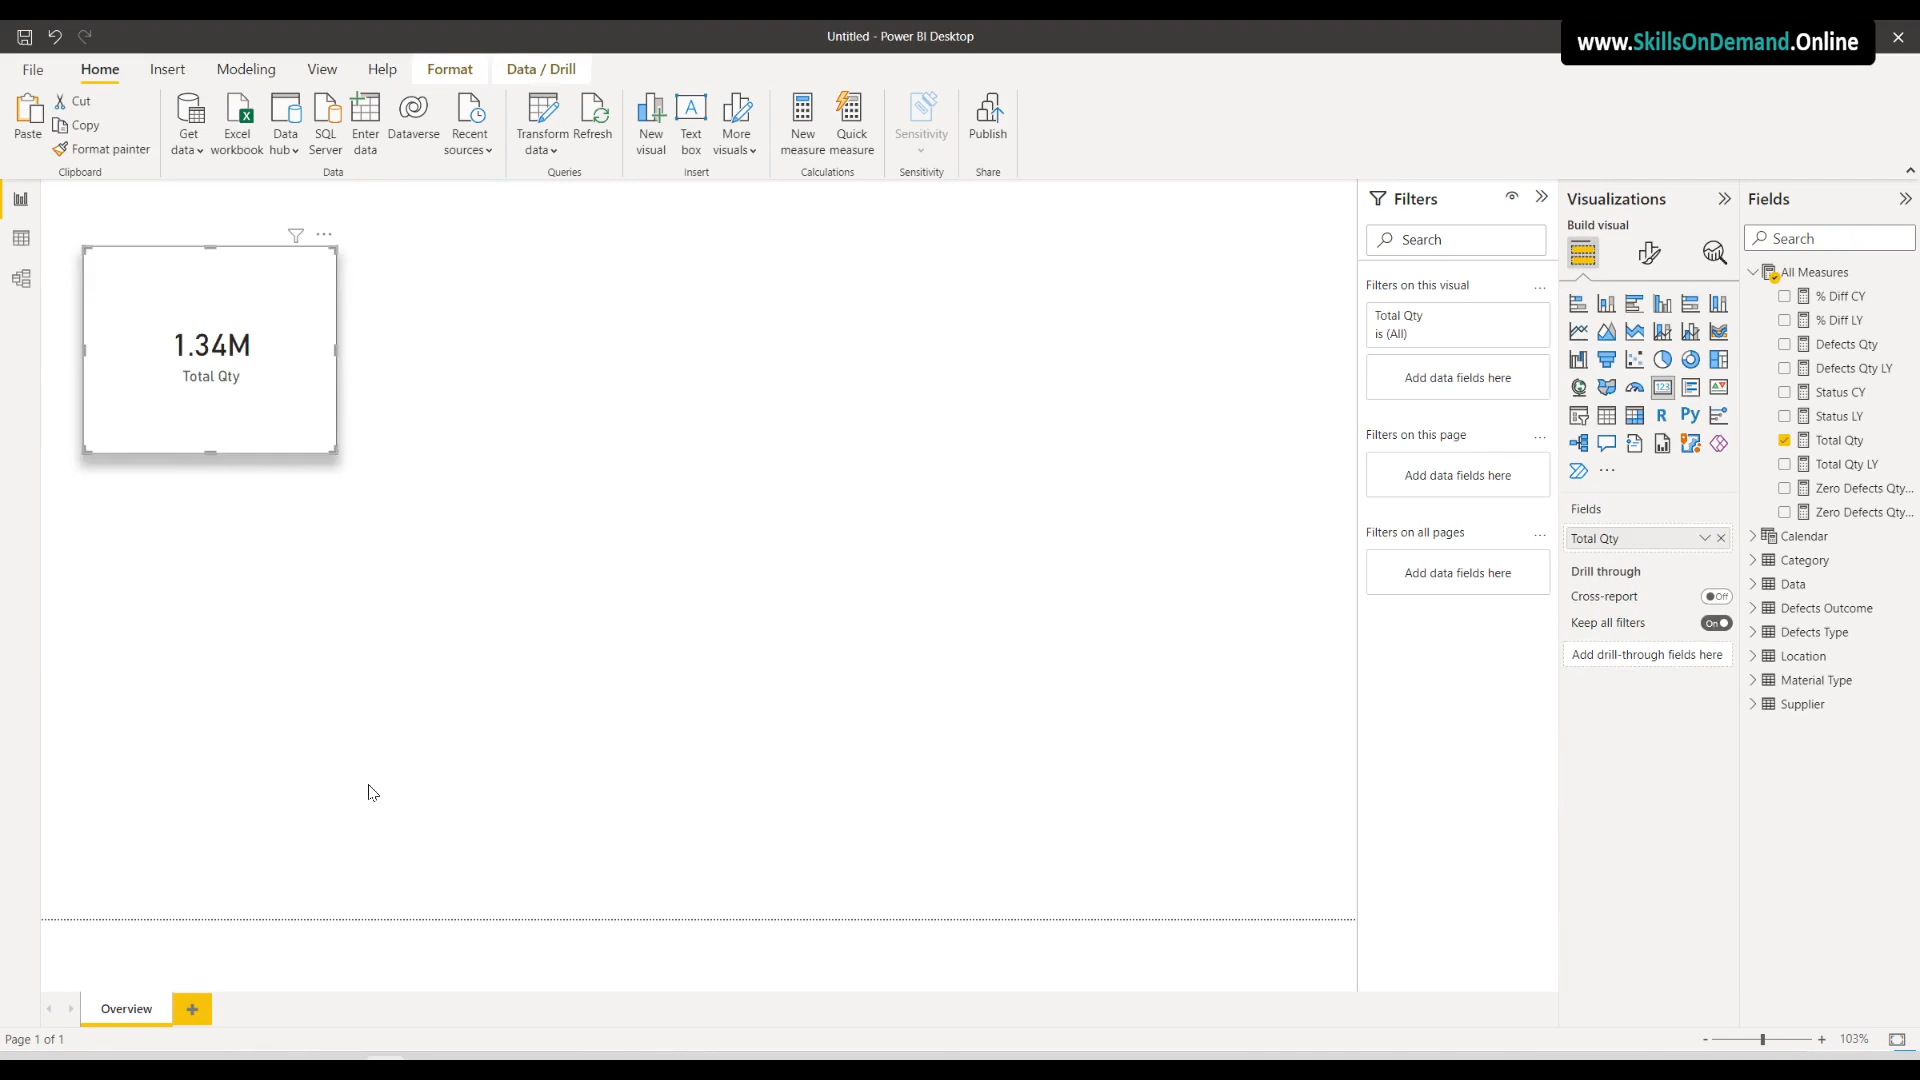 Untitled - Power BI Desktop
www.SkillsOnDemand.Online
File
Home
Insert
Modeling
View
Help
Format
Data / Drill
Paste
Cut
Copy
Format painter
Clipboard
Get data
Excel workbook
Data hub
SQL Server
Enter data
Dataverse
Recent sources
Data
Transform data
Refresh
Queries
New visual
Text box
More visuals
Insert
New measure
Quick measure
Calculations
Sensitivity
Sensitivity
Publish
Share
1.34M
Total Qty
Filters
Search
Filters on this visual
Total Qty
is (All)
Add data fields here
Filters on this page
Add data fields here
Filters on all pages
Add data fields here
Visualizations
Build visual
123
R
Py
Fields
Total Qty
Drill through
Cross-report
Off
Keep all filters
On
Add drill-through fields here
Fields
Search
All Measures
% Diff CY
% Diff LY
Defects Qty
Defects Qty LY
Status CY
Status LY
Total Qty
Total Qty LY
Zero Defects Qty...
Zero Defects Qty...
Calendar
Category
Data
Defects Outcome
Defects Type
Location
Material Type
Supplier
Overview
Page 1 of 1
- + 103%